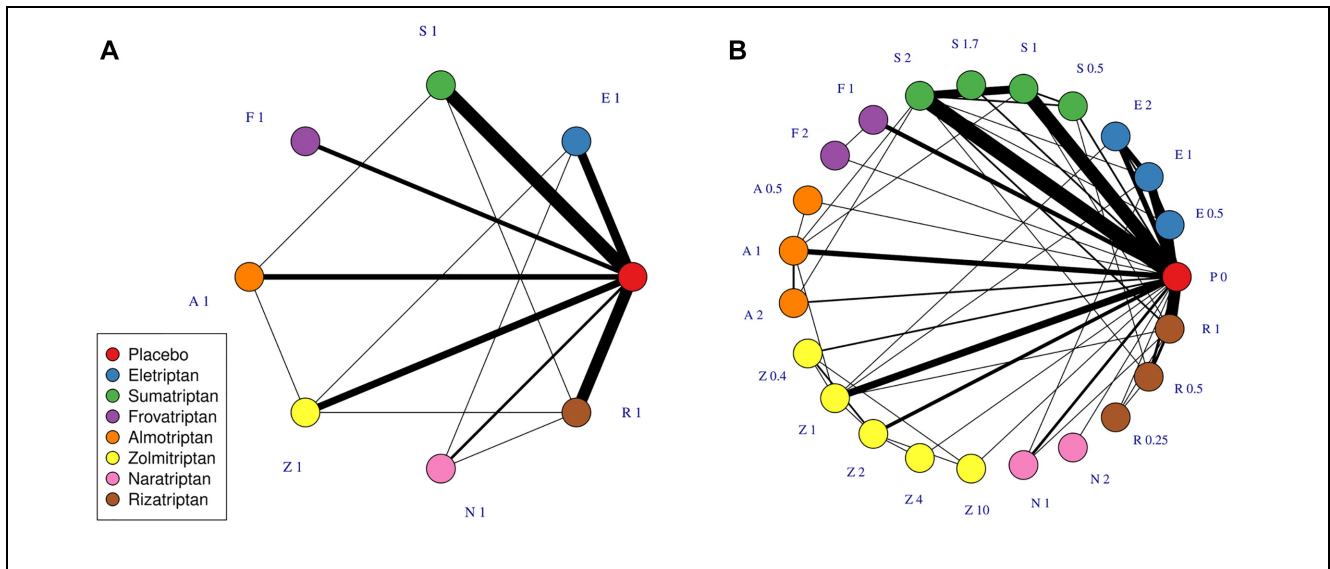 A
S 1
E 1
F 1
A 1
R 1
Z 1
N 1
Placebo
Eletriptan
Sumatriptan
Frovatriptan
Almotriptan
Zolmitriptan
Naratriptan
Rizatriptan
B
S 1.7
S 1
S 2
S 0.5
F 1
E 2
F 2
E 1
A 0.5
E 0.5
A 1
P 0
A 2
R 1
Z 0.4
R 0.5
Z 1
R 0.25
Z 2
N 2
Z 4
N 1
Z 10